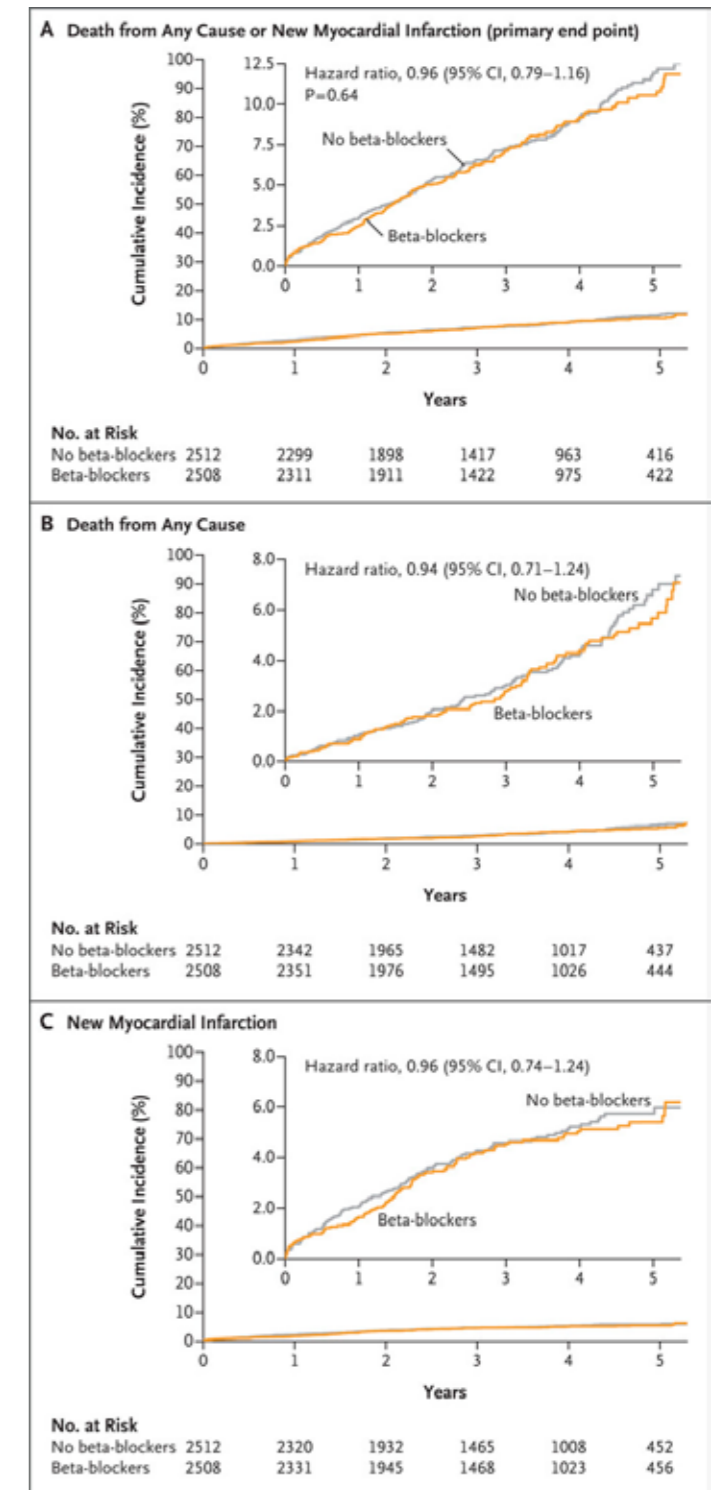 A Death from Any Cause or New Myocardial Infarction (primary end point)
Cumulative Incidence (%)
100
90
80
70
60
50
40
30
20
10
0
12.5
10.0
7.5
5.0
2.5
0.0
Hazard ratio, 0.96 (95% CI, 0.79–1.16)
P=0.64
No beta-blockers
Beta-blockers
0 1 2 3 4 5
0 1 2 3 4 5
Years
No. at Risk
No beta-blockers 2512 2299 1898 1417 963 416
Beta-blockers 2508 2311 1911 1422 975 422
B Death from Any Cause
Cumulative Incidence (%)
100
90
80
70
60
50
40
30
20
10
0
8.0
6.0
4.0
2.0
0.0
Hazard ratio, 0.94 (95% CI, 0.71–1.24)
No beta-blockers
Beta-blockers
0 1 2 3 4 5
0 1 2 3 4 5
Years
No. at Risk
No beta-blockers 2512 2342 1965 1482 1017 437
Beta-blockers 2508 2351 1976 1495 1026 444
C New Myocardial Infarction
Cumulative Incidence (%)
100
90
80
70
60
50
40
30
20
10
0
8.0
6.0
4.0
2.0
0.0
Hazard ratio, 0.96 (95% CI, 0.74–1.24)
No beta-blockers
Beta-blockers
0 1 2 3 4 5
0 1 2 3 4 5
Years
No. at Risk
No beta-blockers 2512 2320 1932 1465 1008 452
Beta-blockers 2508 2331 1945 1468 1023 456